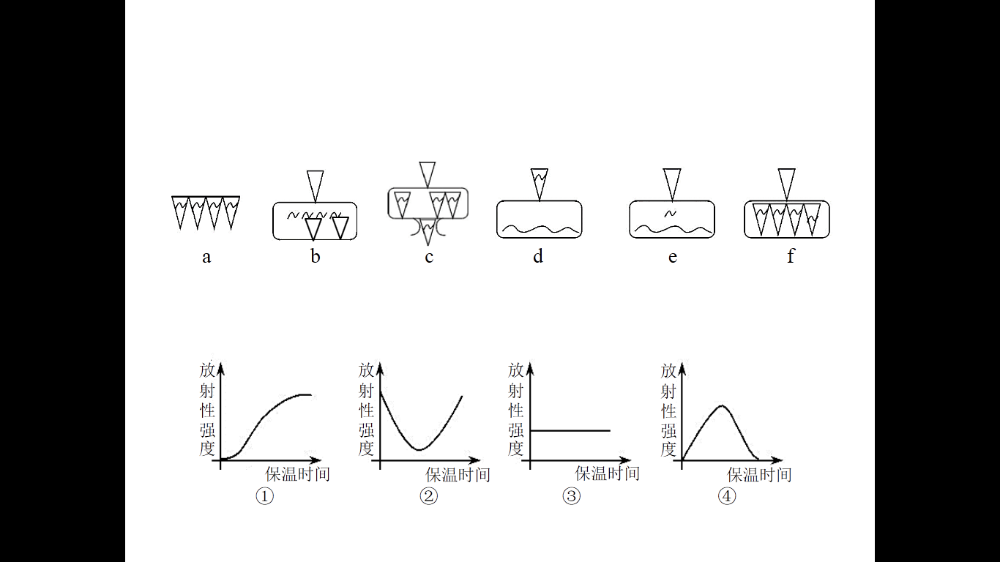 a b c d e f
放射性强度 放射性强度 放射性强度 放射性强度
保温时间 保温时间 保温时间 保温时间
① ② ③ ④